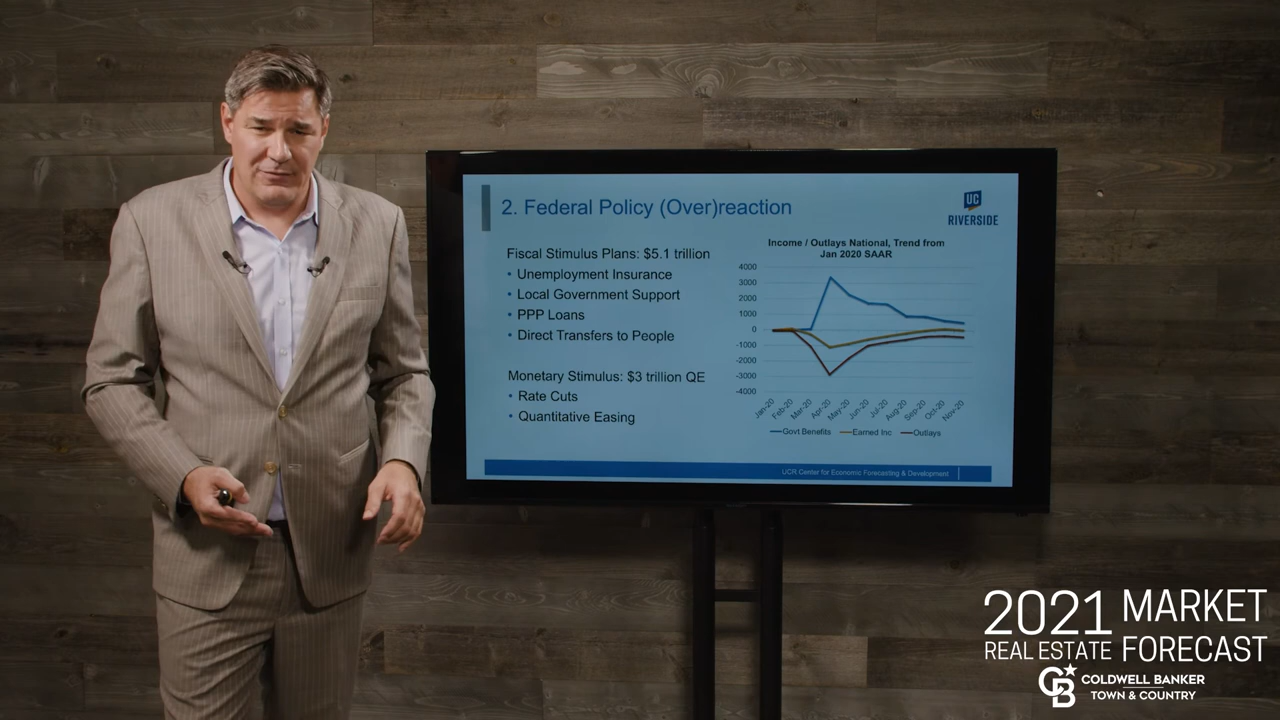 2. Federal Policy (Over)reaction
UC
RIVERSIDE
Fiscal Stimulus Plans: $5.1 trillion
• Unemployment Insurance
• Local Government Support
• PPP Loans
• Direct Transfers to People
Monetary Stimulus: $3 trillion QE
• Rate Cuts
• Quantitative Easing
Income / Outlays National, Trend from
Jan 2020 SAAR
4000
3000
2000
1000
0
-1000
-2000
-3000
-4000
Jan-20
Feb-20
Mar-20
Apr-20
May-20
Jun-20
Jul-20
Aug-20
Sep-20
Oct-20
Nov-20
Govt Benefits Earned Inc Outlays
UCR Center for Economic Forecasting & Development
2021 MARKET
REAL ESTATE FORECAST
CB COLDWELL BANKER
TOWN & COUNTRY